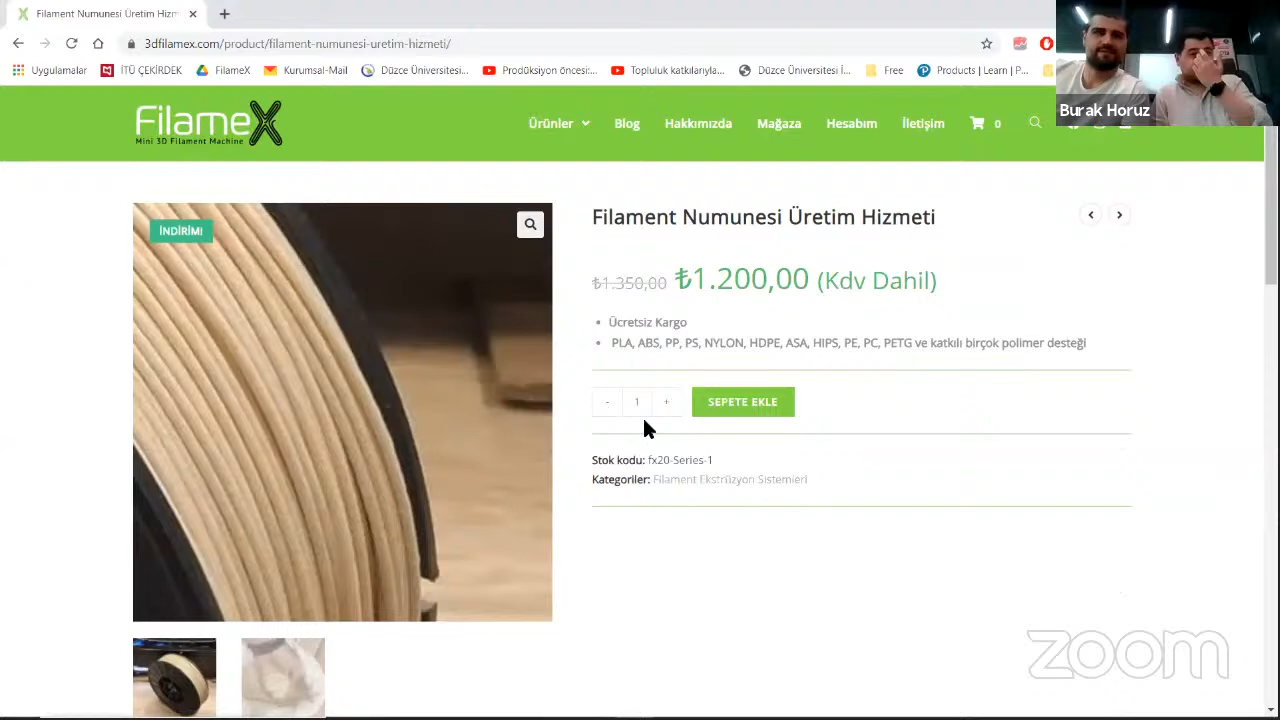 Filament Numunesi Üretim Hizm
3dfilamex.com/product/filament-numunesi-uretim-hizmeti/
Uygulamalar İTÜ ÇEKİRDEK FilameX Kurumsal-Mail Düzce Üniversitesi... Prodüksiyon öncesi:... Topluluk katkılarıyla... Düzce Üniversitesi İ... Free Products | Learn | P...
Burak Horuz
FilameX
Mini 3D Filament Machine
Ürünler Blog Hakkımızda Mağaza Hesabım İletişim 0
İNDİRİM!
Filament Numunesi Üretim Hizmeti
₺1.350,00 ₺1.200,00 (Kdv Dahil)
Ücretsiz Kargo
PLA, ABS, PP, PS, NYLON, HDPE, ASA, HIPS, PE, PC, PETG ve katkılı birçok polimer desteği
- 1 + SEPETE EKLE
Stok kodu: fx20-Series-1
Kategoriler: Filament Ekstrüzyon Sistemleri
zoom